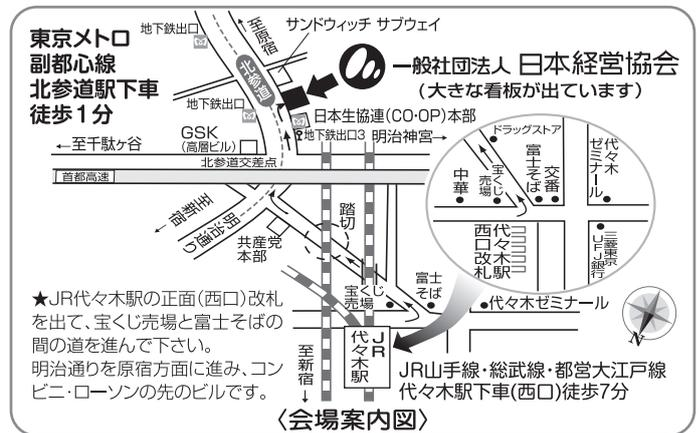 東京メトロ
副都心線
北参道駅下車
徒歩1分
地下鉄出口
至原宿
サンドウィッチ サブウェイ
北参道
一般社団法人 日本経営協会
(大きな看板が出ています)
地下鉄出口
日本生協連(CO・OP)本部
地下鉄出口3
明治神宮→
←至千駄ヶ谷
GSK
(高層ビル)
北参道交差点
首都高速
←至新宿
明治通り
共産党
本部
踏切
宝くじ
売場
富士
そば
代々木ゼミナール
ドラッグストア
中華
宝くじ
売場
富士そば
交番
代々木
ゼミナール
代々木駅
西口改札
三菱東京
UFJ銀行
★JR代々木駅の正面(西口)改札
を出て、宝くじ売場と富士そばの
間の道を進んで下さい。
明治通りを原宿方面に進み、コン
ビニ・ローソンの先のビルです。
至新宿→
JR
代々木駅
JR山手線・総武線・都営大江戸線
代々木駅下車(西口)徒歩7分
N
〈会場案内図〉